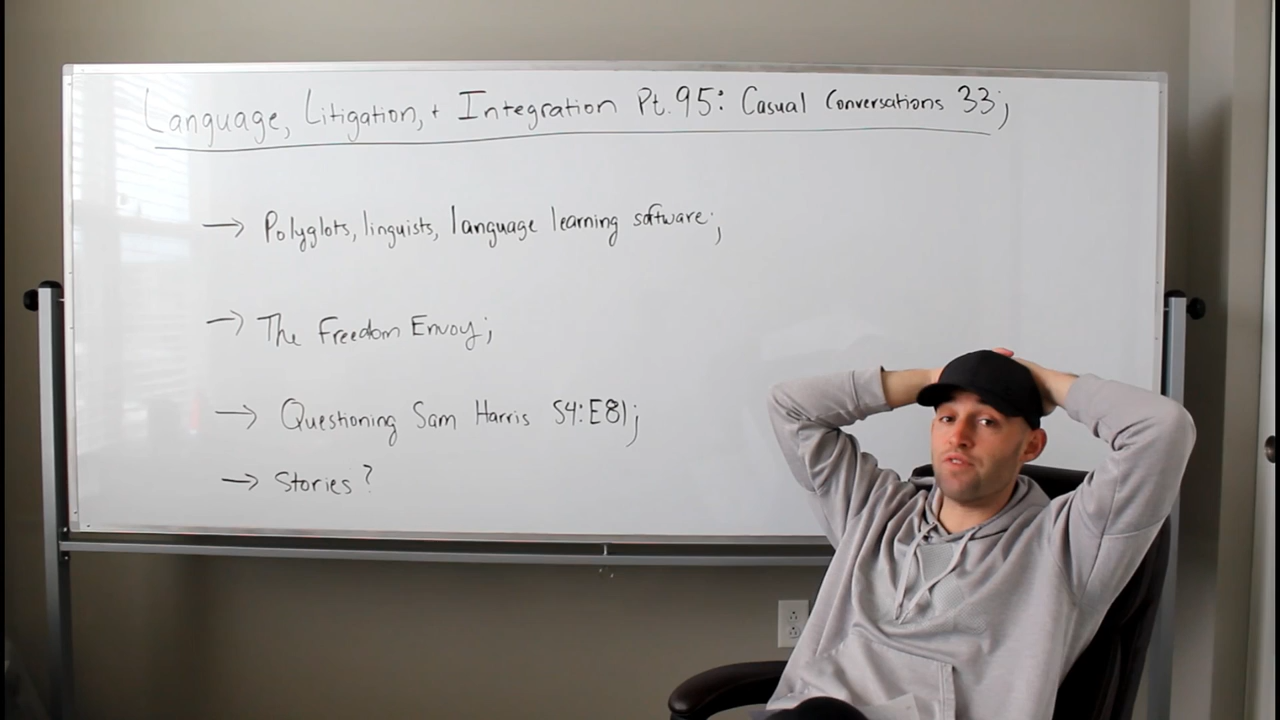 Language, Litigation, + Integration Pt. 95: Casual Conversations 33;
→ Polyglots, linguists, language learning software;
→ The Freedom Envoy;
→ Questioning Sam Harris S4:E81;
→ Stories?